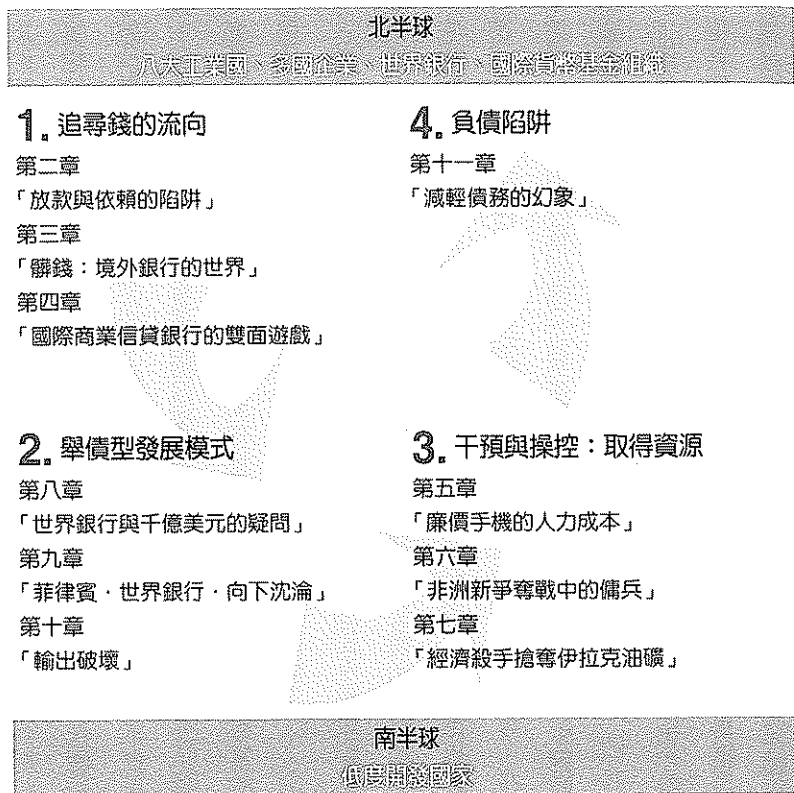 北半球
八大工業國、多國企業、世界銀行、國際貨幣基金組織
1. 追尋錢的流向
第二章
「放款與依賴的陷阱」
第三章
「髒錢：境外銀行的世界」
第四章
「國際商業信貸銀行的雙面遊戲」
4. 負債陷阱
第十一章
「減輕債務的幻象」
2. 舉債型發展模式
第八章
「世界銀行與千億美元的疑問」
第九章
「菲律賓．世界銀行．向下沈淪」
第十章
「輸出破壞」
3. 干預與操控：取得資源
第五章
「廉價手機的人力成本」
第六章
「非洲新爭奪戰中的傭兵」
第七章
「經濟殺手搶奪伊拉克油礦」
南半球
低度開發國家